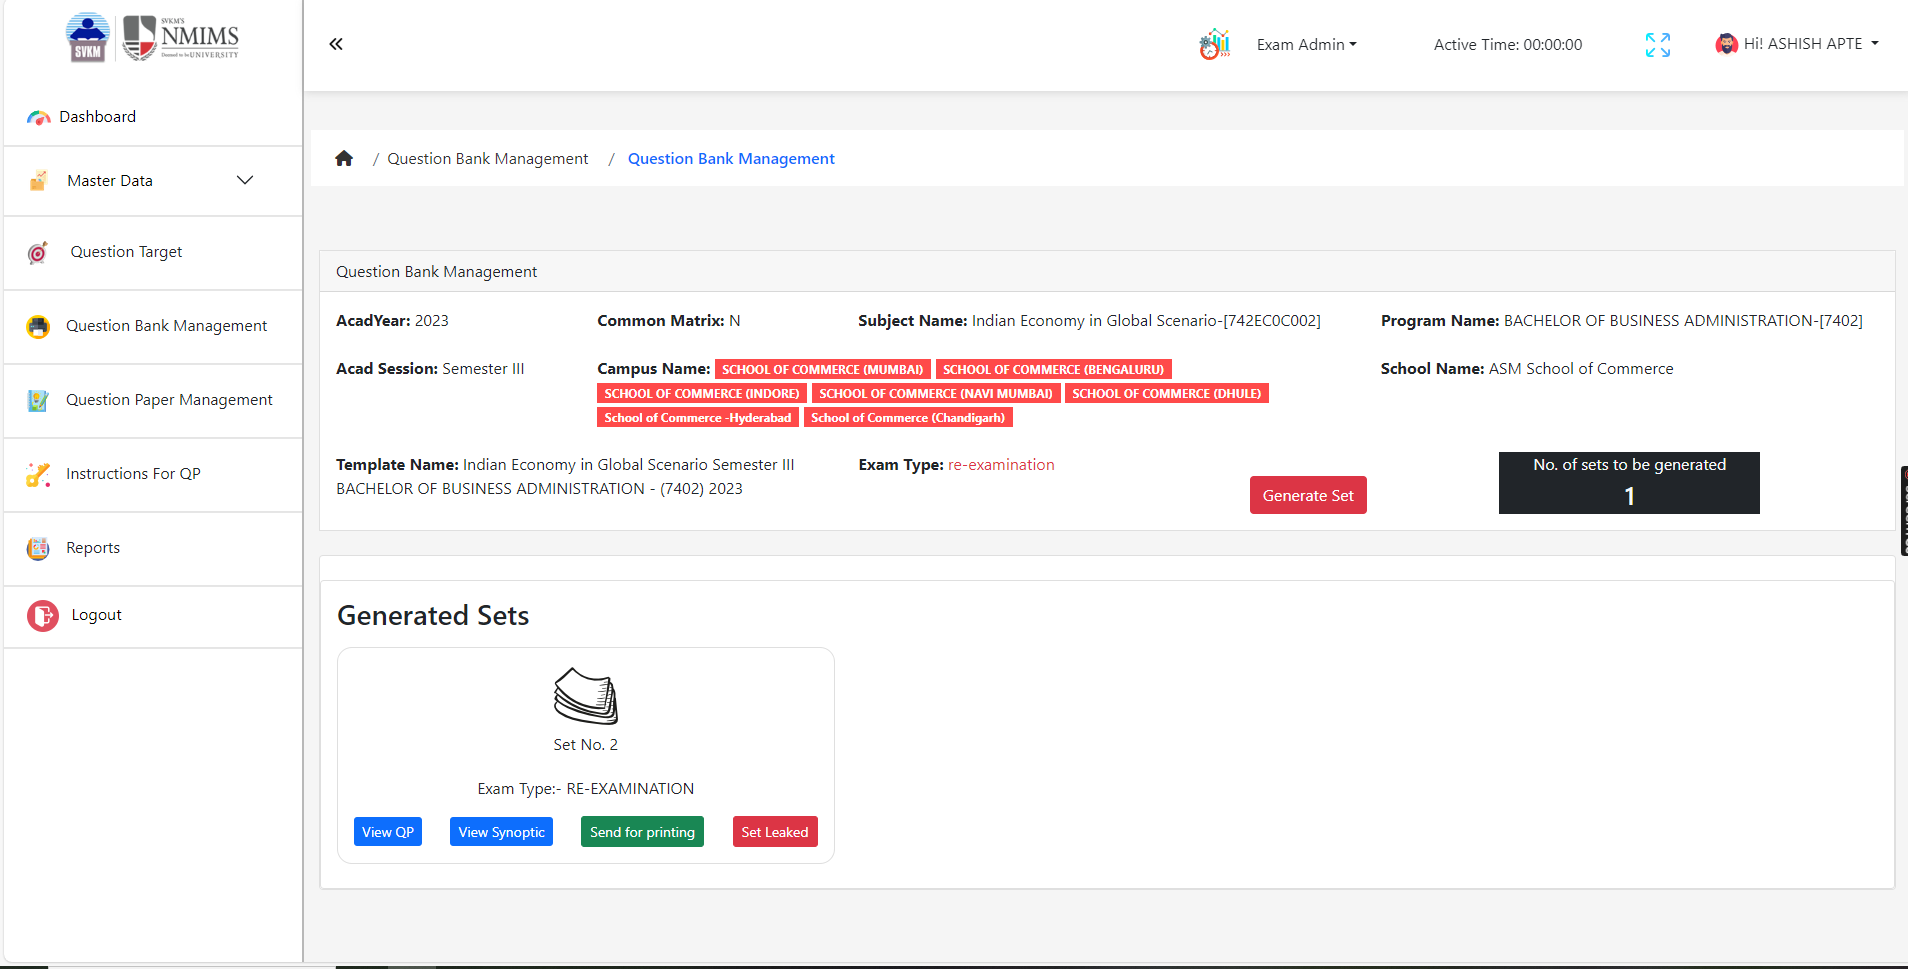 SVKM
SVKM'S
NMIMS
Deemed to be UNIVERSITY
Exam Admin
Active Time: 00:00:00
Hi! ASHISH APTE
Dashboard
Master Data
Question Target
Question Bank Management
Question Paper Management
Instructions For QP
Reports
Logout
/ Question Bank Management / Question Bank Management
Question Bank Management
AcadYear: 2023 Common Matrix: N Subject Name: Indian Economy in Global Scenario-[742EC0C002] Program Name: BACHELOR OF BUSINESS ADMINISTRATION-[7402]
Acad Session: Semester III Campus Name: SCHOOL OF COMMERCE (MUMBAI) SCHOOL OF COMMERCE (BENGALURU) School Name: ASM School of Commerce
SCHOOL OF COMMERCE (INDORE) SCHOOL OF COMMERCE (NAVI MUMBAI) SCHOOL OF COMMERCE (DHULE)
School of Commerce -Hyderabad School of Commerce (Chandigarh)
Template Name: Indian Economy in Global Scenario Semester III Exam Type: re-examination No. of sets to be generated
BACHELOR OF BUSINESS ADMINISTRATION - (7402) 2023 Generate Set 1
Generated Sets
Set No. 2
Exam Type:- RE-EXAMINATION
View QP View Synoptic Send for printing Set Leaked